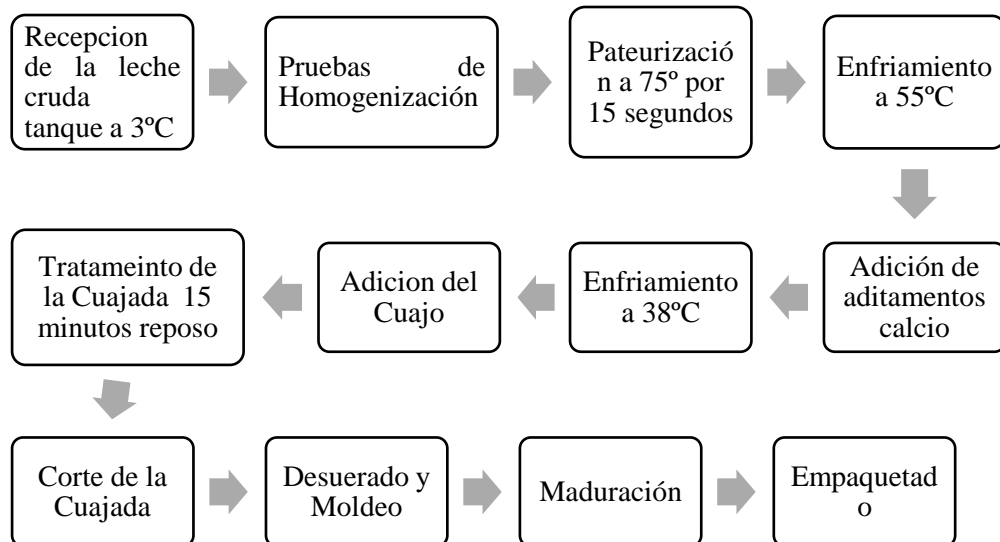 Recepcion
de la leche
cruda
tanque a 3ºC
Pruebas de
Homogenización
Pateurizació
n a 75º por
15 segundos
Enfriamiento
a 55ºC
Adición de
aditamentos
calcio
Enfriamiento
a 38ºC
Adicion del
Cuajo
Tratameinto de
la Cuajada 15
minutos reposo
Corte de la
Cuajada
Desuerado y
Moldeo
Maduración
Empaquetad
o